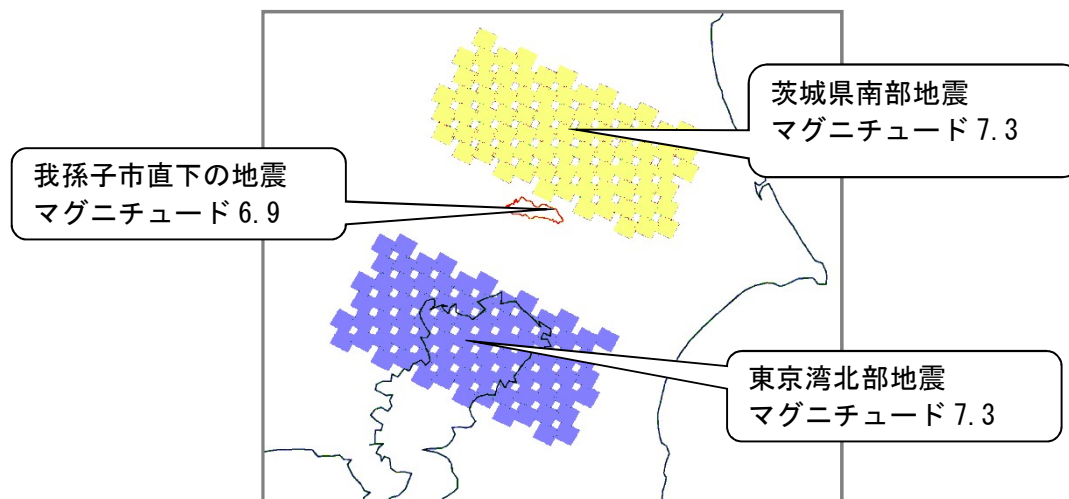 茨城県南部地震
マグニチュード 7.3
我孫子市直下の地震
マグニチュード 6.9
東京湾北部地震
マグニチュード 7.3